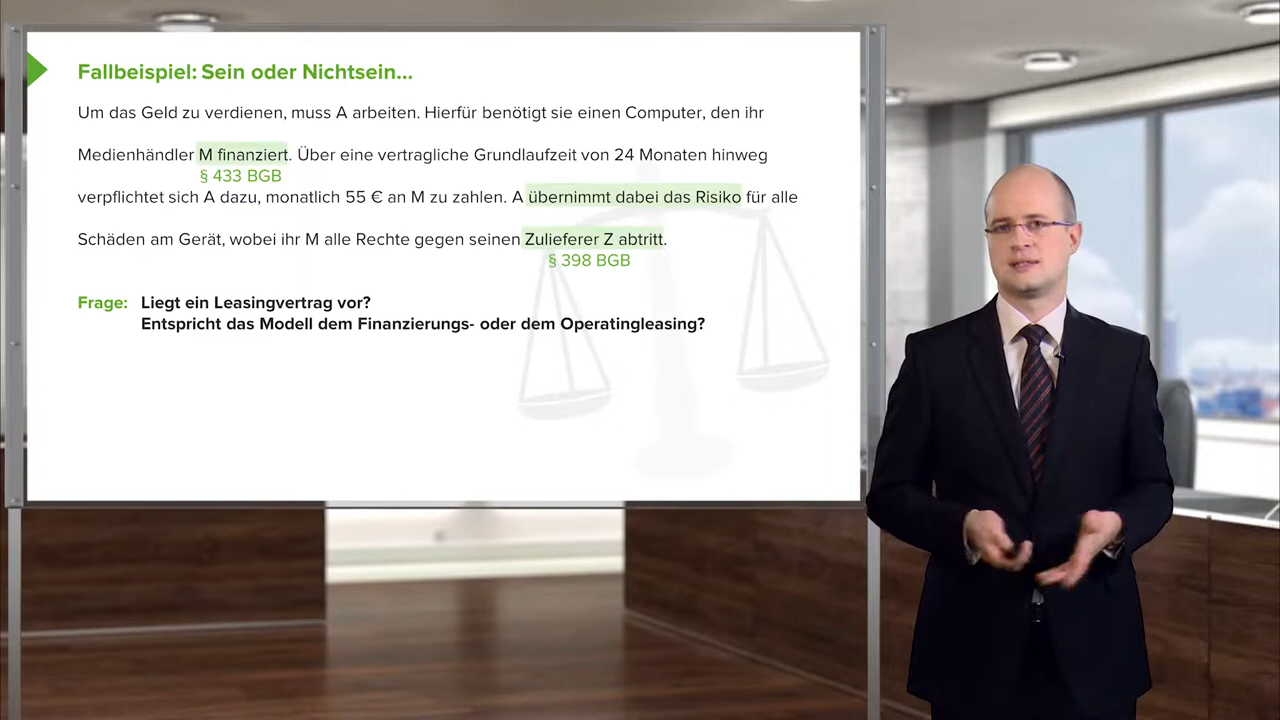 Fallbeispiel: Sein oder Nichtsein...
Um das Geld zu verdienen, muss A arbeiten. Hierfür benötigt sie einen Computer, den ihr
Medienhändler M finanziert. Über eine vertragliche Grundlaufzeit von 24 Monaten hinweg
§ 433 BGB
verpflichtet sich A dazu, monatlich 55 € an M zu zahlen. A übernimmt dabei das Risiko für alle
Schäden am Gerät, wobei ihr M alle Rechte gegen seinen Zulieferer Z abtritt.
§ 398 BGB
Frage: Liegt ein Leasingvertrag vor?
Entspricht das Modell dem Finanzierungs- oder dem Operatingleasing?